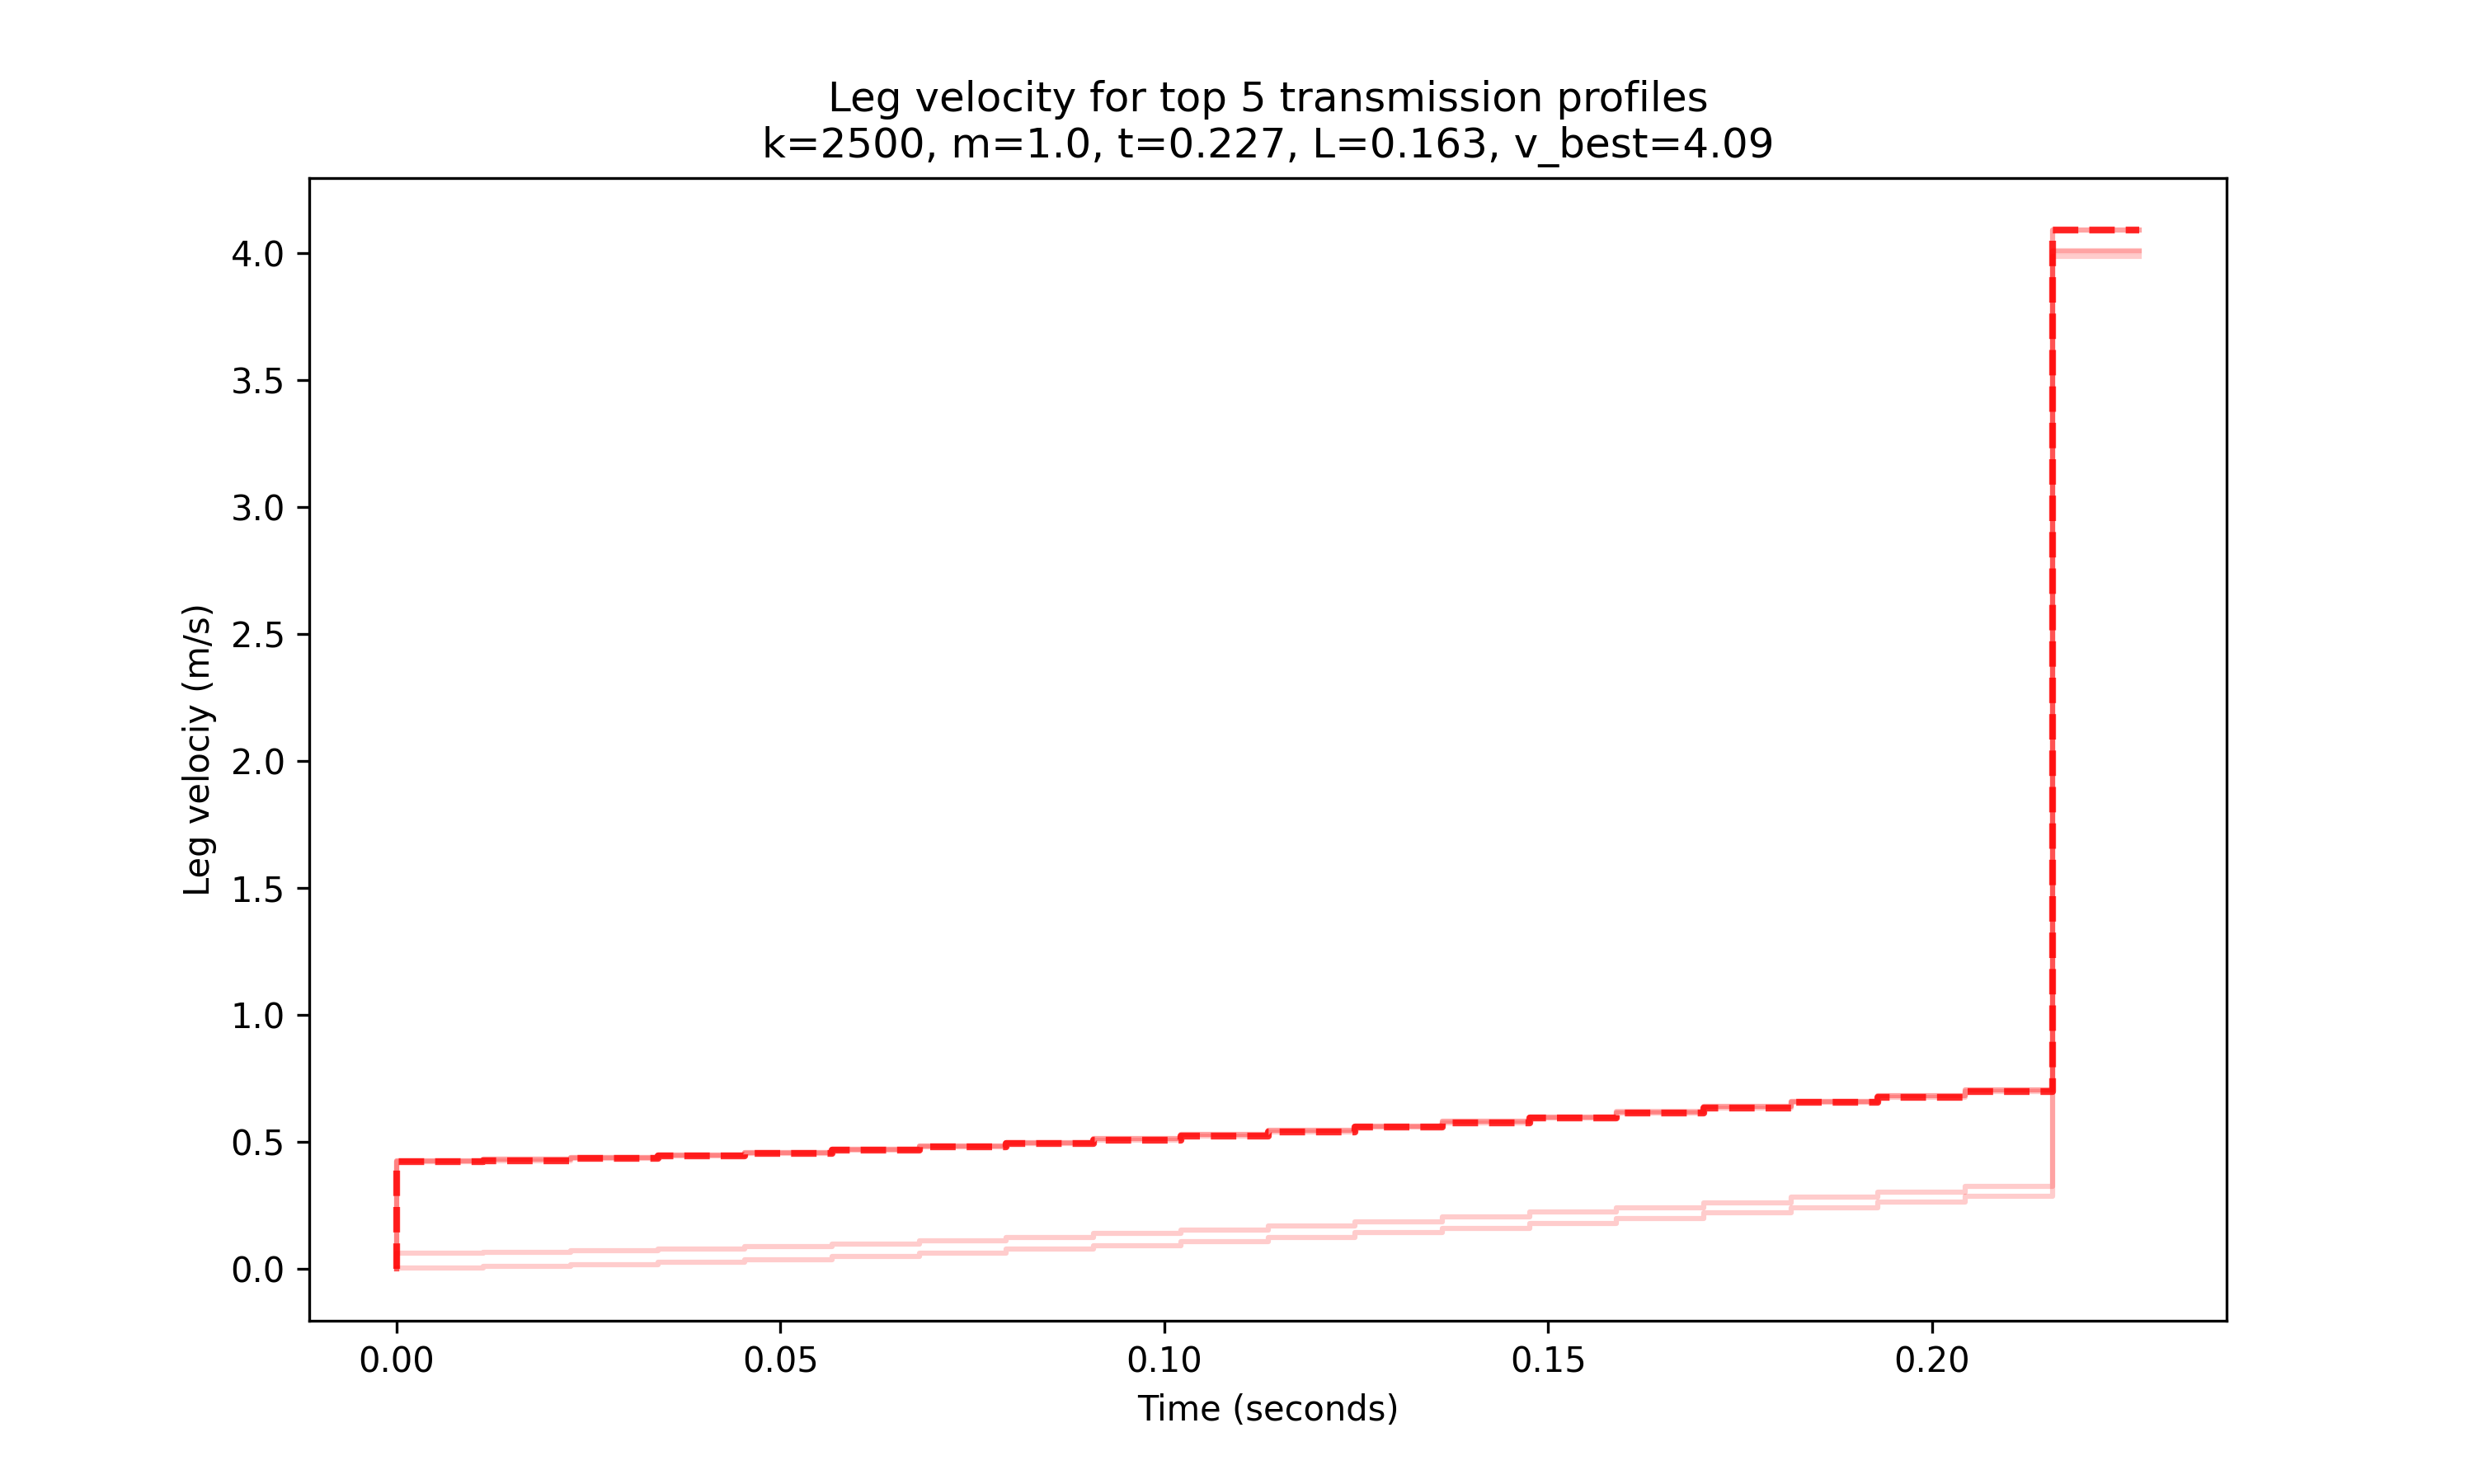 Leg velocity for top 5 transmission profiles
k=2500, m=1.0, t=0.227, L=0.163, v_best=4.09
4.0
3.5
3.0
2.5
2.0
1.5
1.0
0.5
0.0
Leg velociy (m/s)
0.00 0.05 0.10 0.15 0.20
Time (seconds)